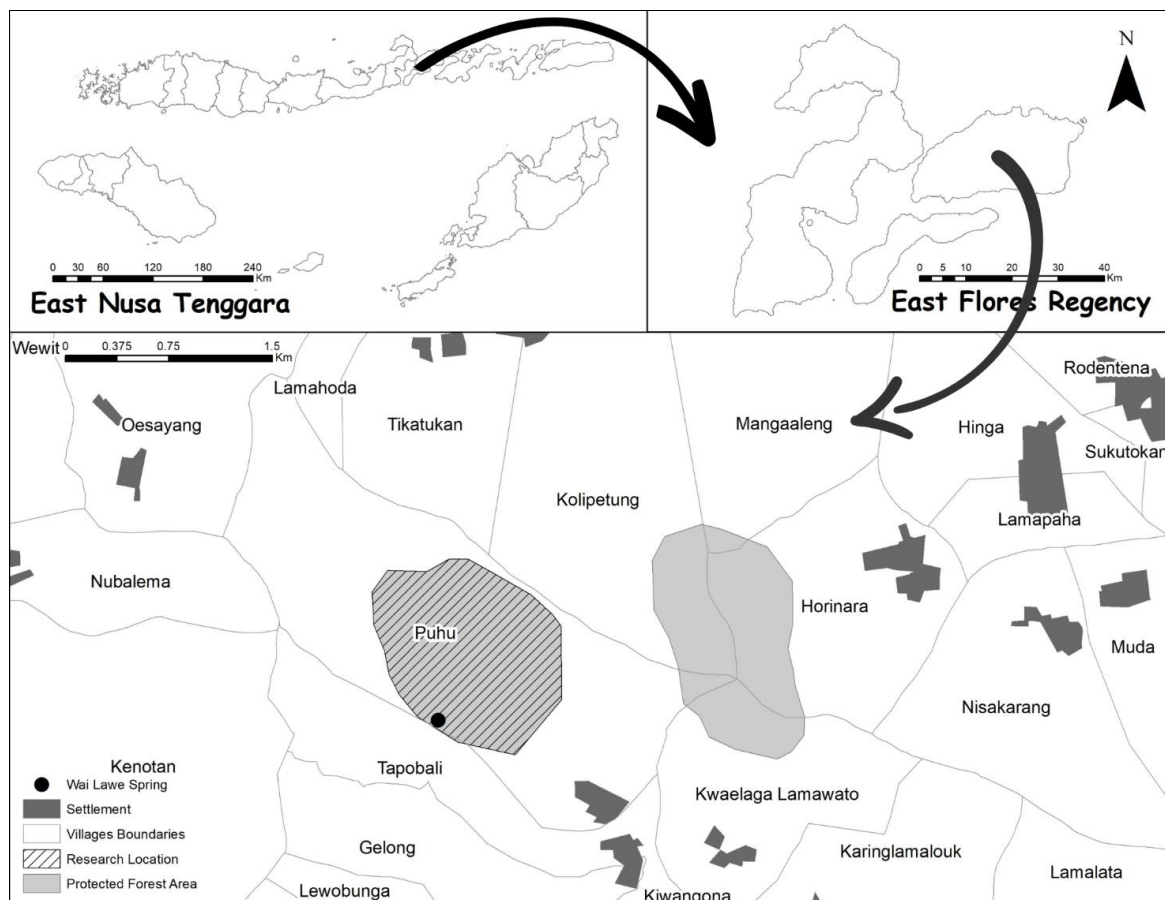 0 30 60 120 180 240
Km
East Nusa Tenggara
N
0 2.5 5 10 20 30 40
Km
East Flores Regency
Wewit
0 0.375 0.75 1.5
Km
Lamahoda
Oesayang
Tikatukan
Mangaaleng
Hinga
Rodentena
Sukutokan
Kolipetung
Lamapaha
Nubalema
Puhu
Horinara
Muda
Nisakarang
Kenotan
Tapobali
Kwaelaga Lamawato
Gelong
Karinglamalouk
Lewobunga
Kiwangona
Lamalata
Wai Lawe Spring
Settlement
Villages Boundaries
Research Location
Protected Forest Area